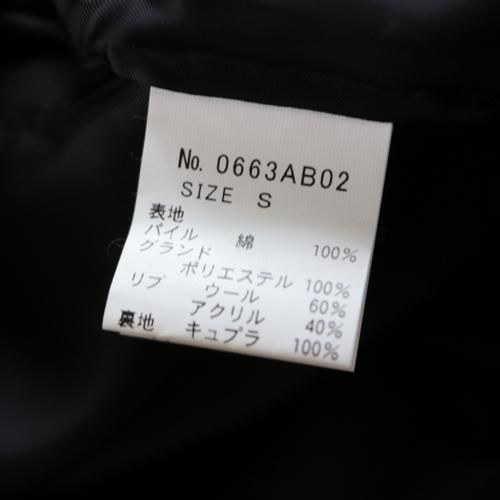 No. 0663AB02
SIZE S
表地
パイル 綿 100%
グランド ポリエステル 100%
リブ ウール 60%
アクリル 40%
裏地 キュプラ 100%